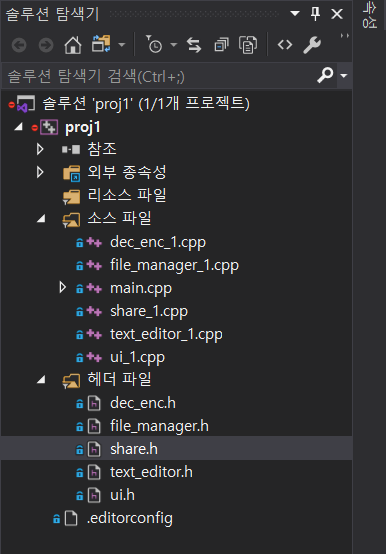 솔루션 탐색기
속성
솔루션 탐색기 검색(Ctrl+;)
솔루션 'proj1' (1/1개 프로젝트)
proj1
참조
외부 종속성
리소스 파일
소스 파일
dec_enc_1.cpp
file_manager_1.cpp
main.cpp
share_1.cpp
text_editor_1.cpp
ui_1.cpp
헤더 파일
dec_enc.h
file_manager.h
share.h
text_editor.h
ui.h
.editorconfig